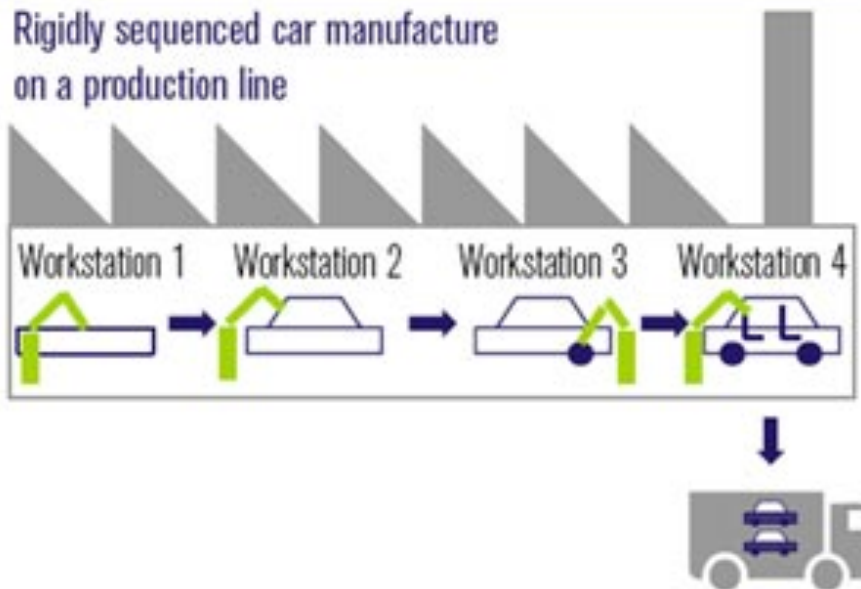 Rigidly sequenced car manufacture
on a production line
Workstation 1 Workstation 2 Workstation 3 Workstation 4